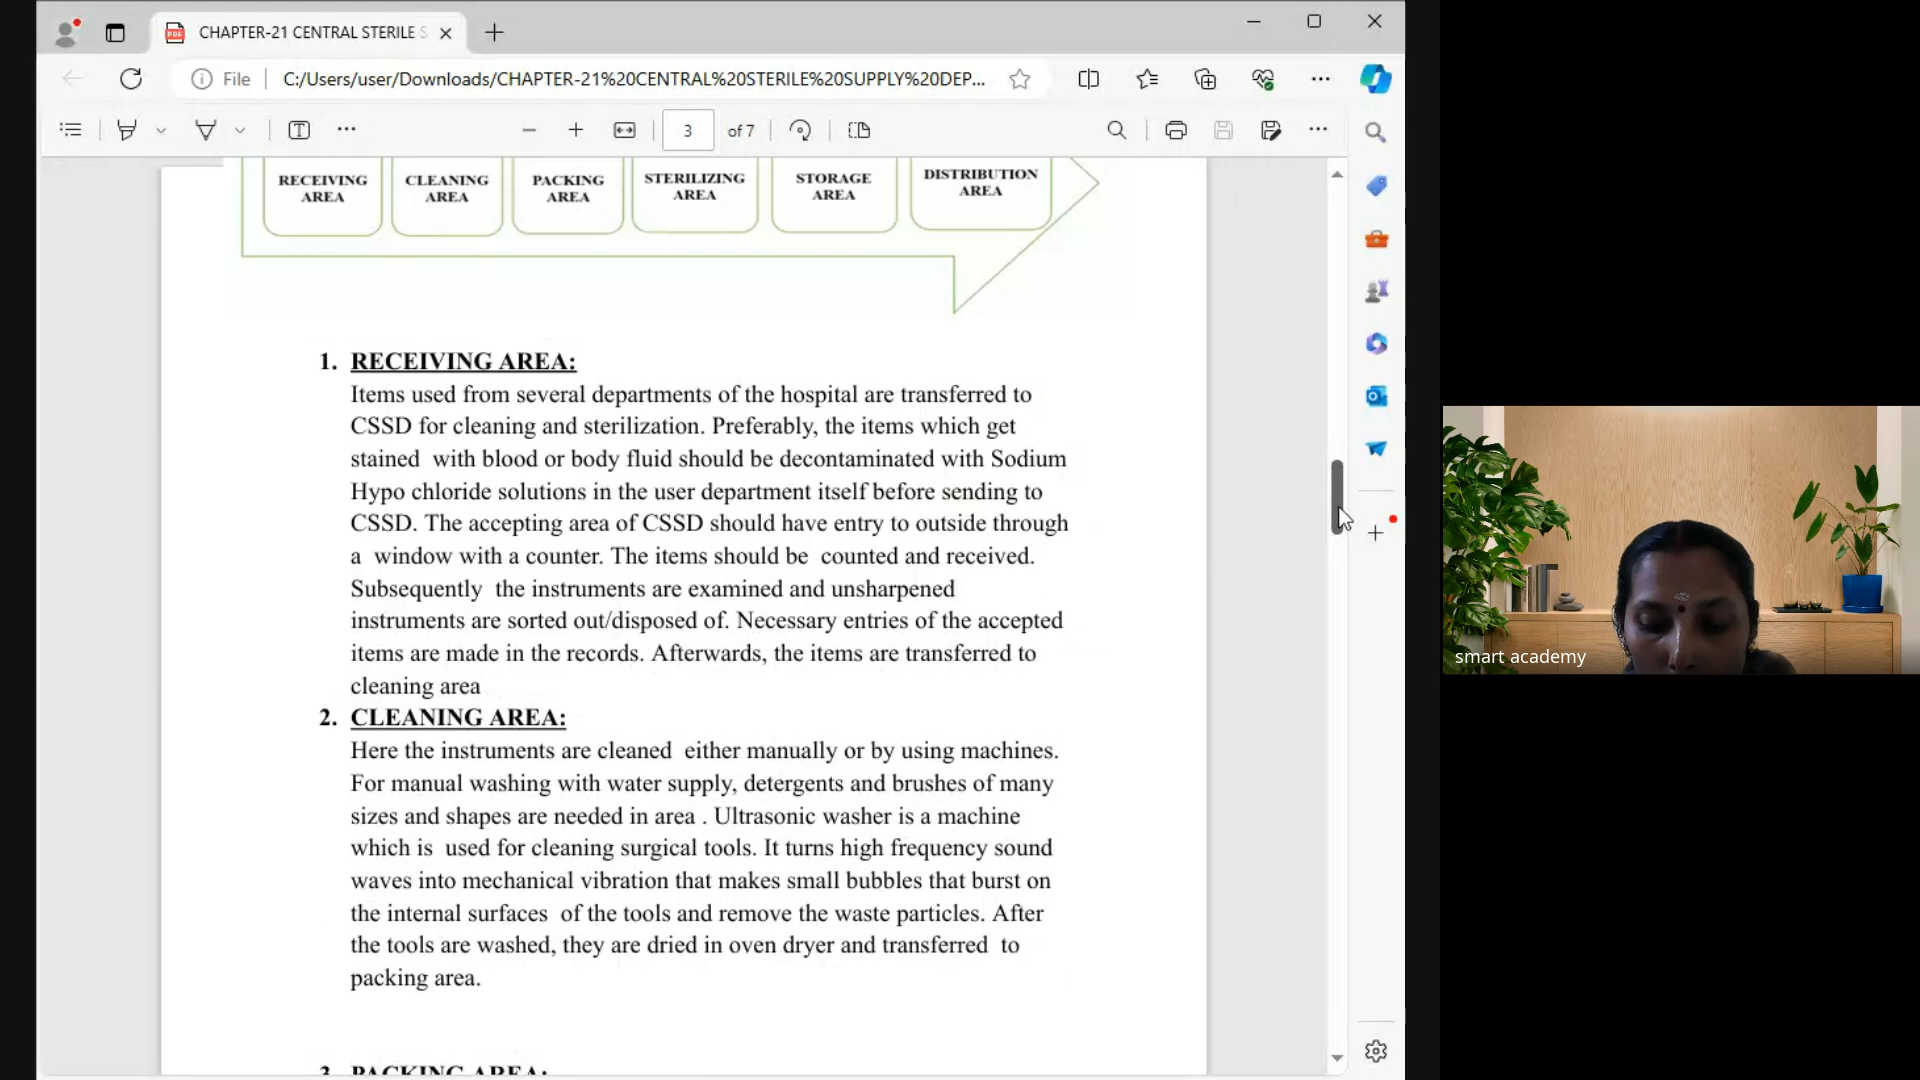 CHAPTER-21 CENTRAL STERILE S
File
C:/Users/user/Downloads/CHAPTER-21%20CENTRAL%20STERILE%20SUPPLY%20DEP...
3 of 7
RECEIVING AREA
CLEANING AREA
PACKING AREA
STERILIZING AREA
STORAGE AREA
DISTRIBUTION AREA
1. RECEIVING AREA:
Items used from several departments of the hospital are transferred to
CSSD for cleaning and sterilization. Preferably, the items which get
stained  with blood or body fluid should be decontaminated with Sodium
Hypo chloride solutions in the user department itself before sending to
CSSD. The accepting area of CSSD should have entry to outside through
a  window with a counter. The items should be  counted and received.
Subsequently  the instruments are examined and unsharpened
instruments are sorted out/disposed of. Necessary entries of the accepted
items are made in the records. Afterwards, the items are transferred to
cleaning area
2. CLEANING AREA:
Here the instruments are cleaned  either manually or by using machines.
For manual washing with water supply, detergents and brushes of many
sizes and shapes are needed in area . Ultrasonic washer is a machine
which is  used for cleaning surgical tools. It turns high frequency sound
waves into mechanical vibration that makes small bubbles that burst on
the internal surfaces  of the tools and remove the waste particles. After
the tools are washed, they are dried in oven dryer and transferred  to
packing area.
3. PACKING AREA:
smart academy